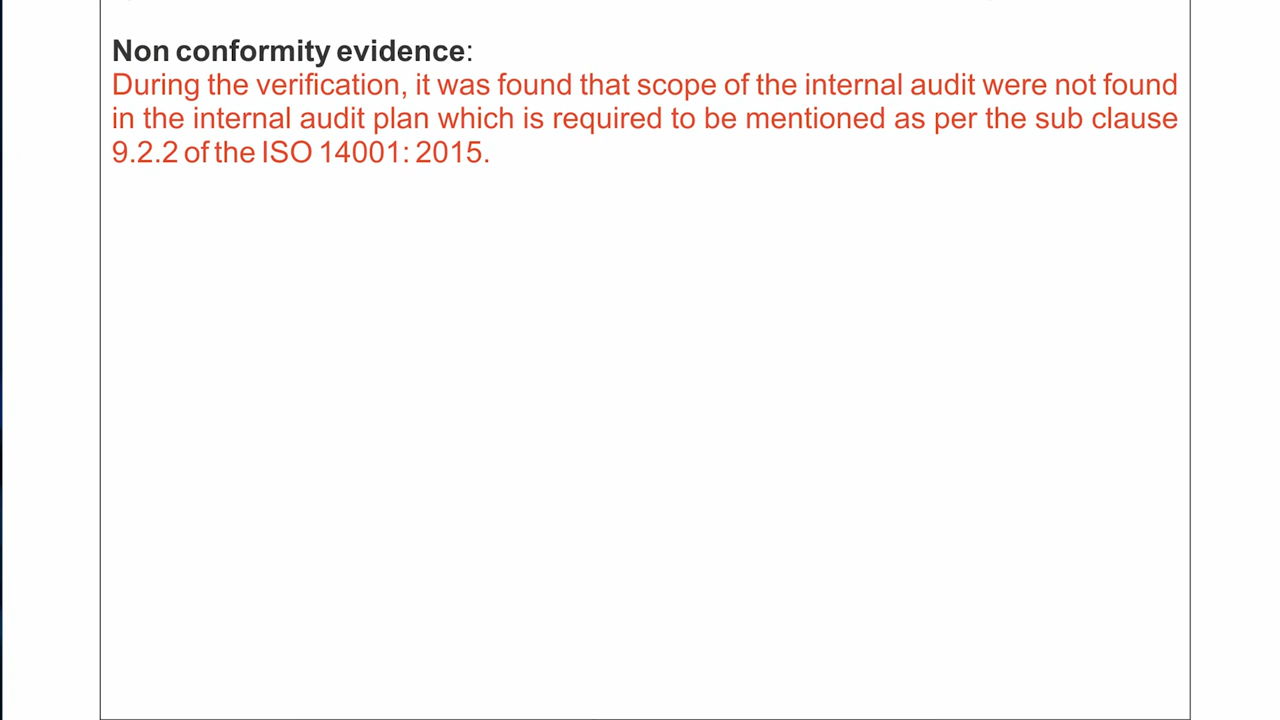 Non conformity evidence:
During the verification, it was found that scope of the internal audit were not found
in the internal audit plan which is required to be mentioned as per the sub clause
9.2.2 of the ISO 14001: 2015.